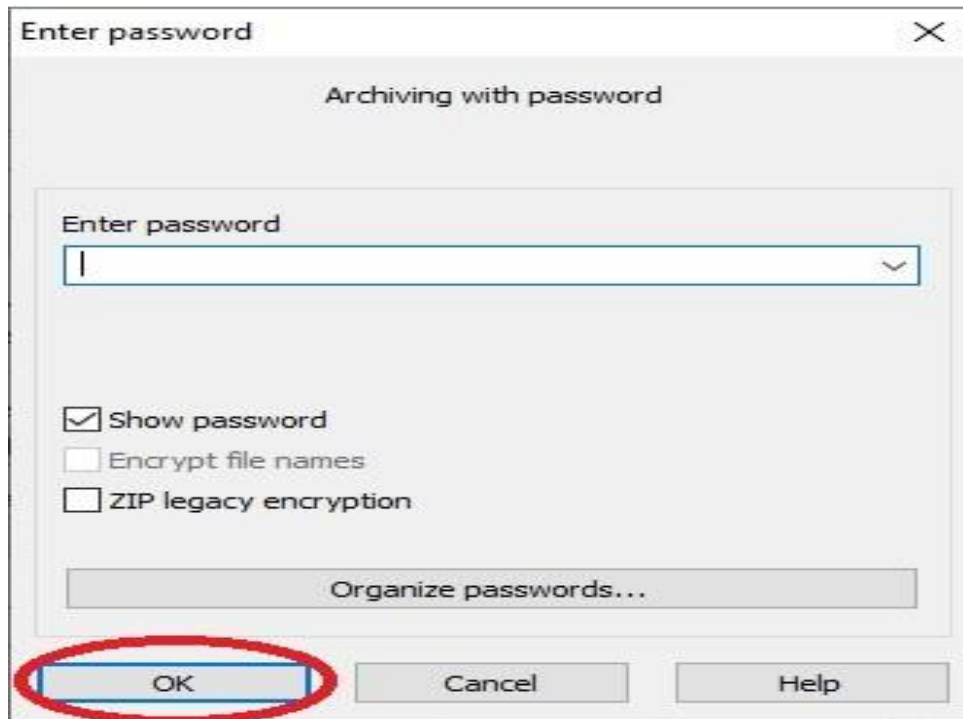 Enter password
Archiving with password
Enter password
Show password
Encrypt file names
ZIP legacy encryption
Organize passwords...
OK Cancel Help